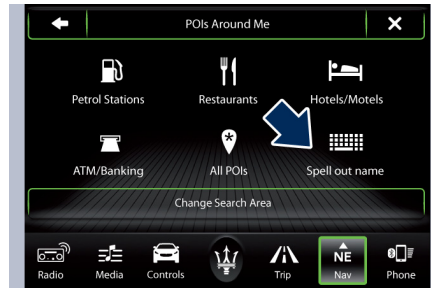 POIs Around Me
Petrol Stations Restaurants Hotels/Motels
ATM/Banking All POIs Spell out name
Change Search Area
NE
Radio Media Controls Trip Nav Phone